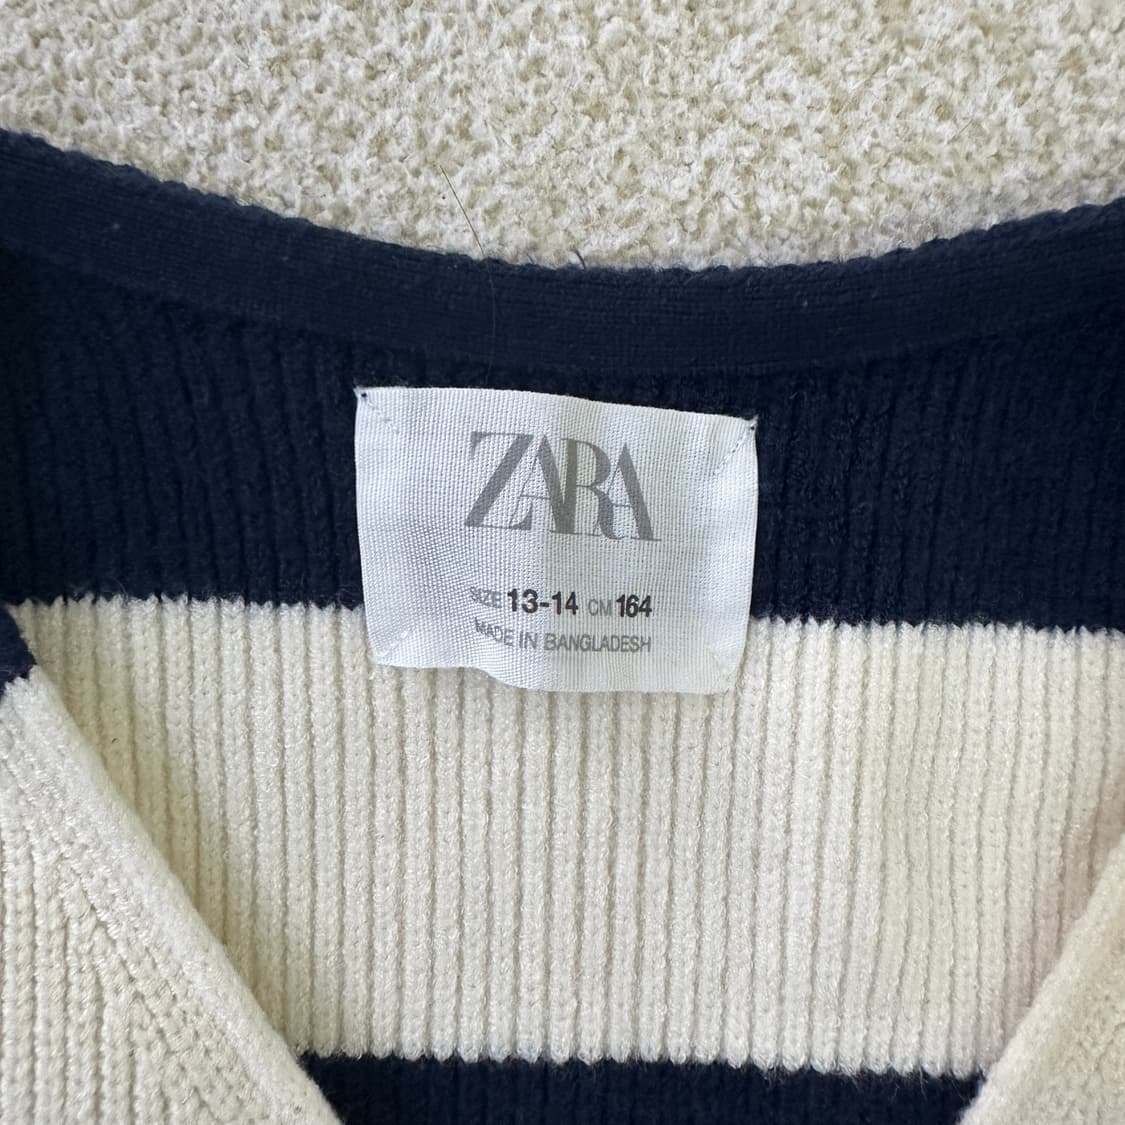 ZARA
SIZE 13-14 CM 164
MADE IN BANGLADESH